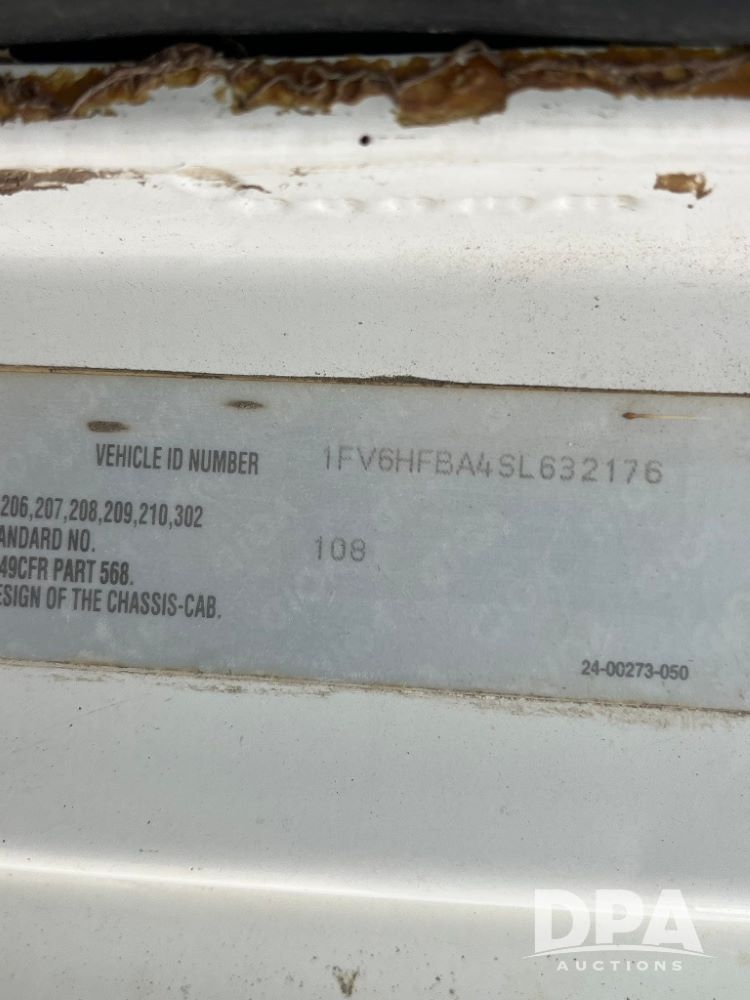 VEHICLE ID NUMBER 1FV6HFBA4SL632176
206,207,208,209,210,302
ANDARD NO. 108
49CFR PART 568.
ESIGN OF THE CHASSIS-CAB.
24-00273-050
DPA
AUCTIONS